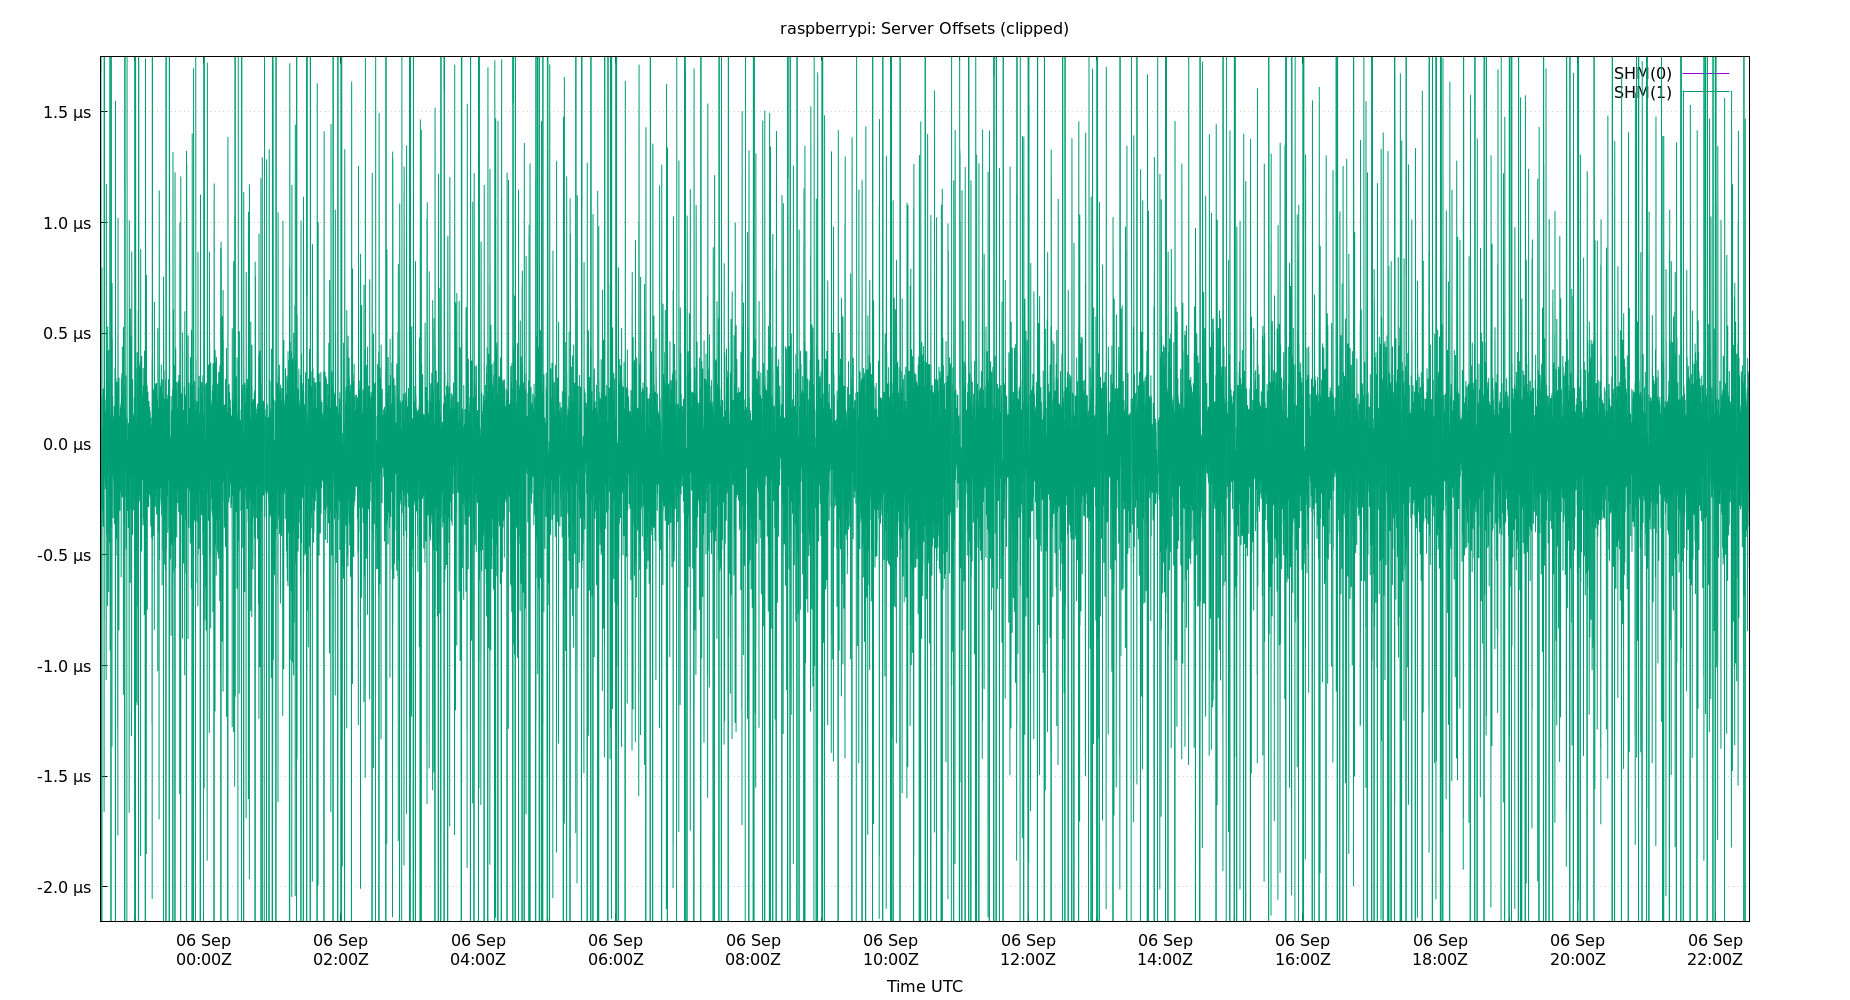 raspberrypi: Server Offsets (clipped)
SHM(0)
SHM(1)
1.5 µs
1.0 µs
0.5 µs
0.0 µs
-0.5 µs
-1.0 µs
-1.5 µs
-2.0 µs
06 Sep 06 Sep 06 Sep 06 Sep 06 Sep 06 Sep 06 Sep 06 Sep 06 Sep 06 Sep 06 Sep 06 Sep
00:00Z 02:00Z 04:00Z 06:00Z 08:00Z 10:00Z 12:00Z 14:00Z 16:00Z 18:00Z 20:00Z 22:00Z
Time UTC